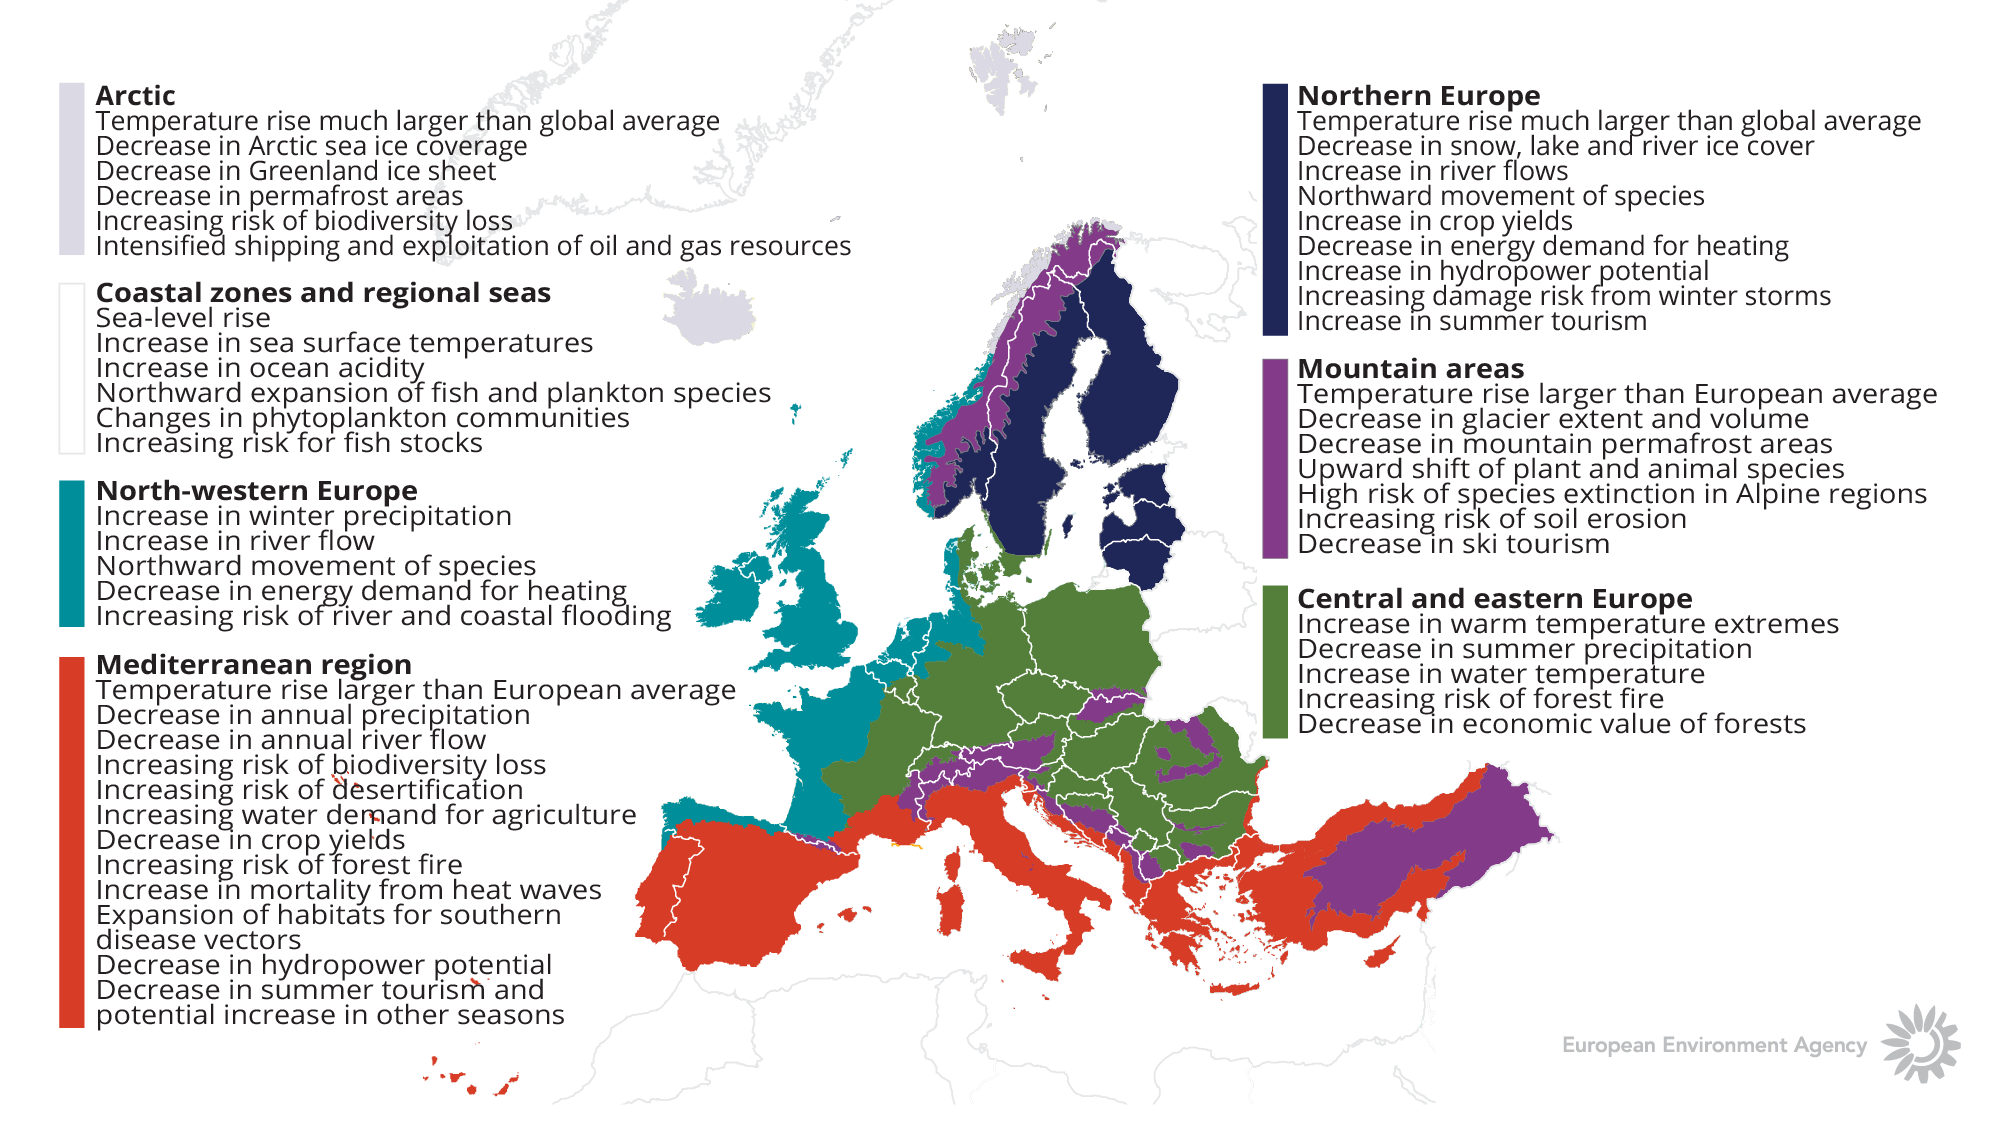 Arctic
Temperature rise much larger than global average
Decrease in Arctic sea ice coverage
Decrease in Greenland ice sheet
Decrease in permafrost areas
Increasing risk of biodiversity loss
Intensified shipping and exploitation of oil and gas resources
Coastal zones and regional seas
Sea-level rise
Increase in sea surface temperatures
Increase in ocean acidity
Northward expansion of fish and plankton species
Changes in phytoplankton communities
Increasing risk for fish stocks
North-western Europe
Increase in winter precipitation
Increase in river flow
Northward movement of species
Decrease in energy demand for heating
Increasing risk of river and coastal flooding
Mediterranean region
Temperature rise larger than European average
Decrease in annual precipitation
Decrease in annual river flow
Increasing risk of biodiversity loss
Increasing risk of desertification
Increasing water demand for agriculture
Decrease in crop yields
Increasing risk of forest fire
Increase in mortality from heat waves
Expansion of habitats for southern
disease vectors
Decrease in hydropower potential
Decrease in summer tourism and
potential increase in other seasons
Northern Europe
Temperature rise much larger than global average
Decrease in snow, lake and river ice cover
Increase in river flows
Northward movement of species
Increase in crop yields
Decrease in energy demand for heating
Increase in hydropower potential
Increasing damage risk from winter storms
Increase in summer tourism
Mountain areas
Temperature rise larger than European average
Decrease in glacier extent and volume
Decrease in mountain permafrost areas
Upward shift of plant and animal species
High risk of species extinction in Alpine regions
Increasing risk of soil erosion
Decrease in ski tourism
Central and eastern Europe
Increase in warm temperature extremes
Decrease in summer precipitation
Increase in water temperature
Increasing risk of forest fire
Decrease in economic value of forests
European Environment Agency